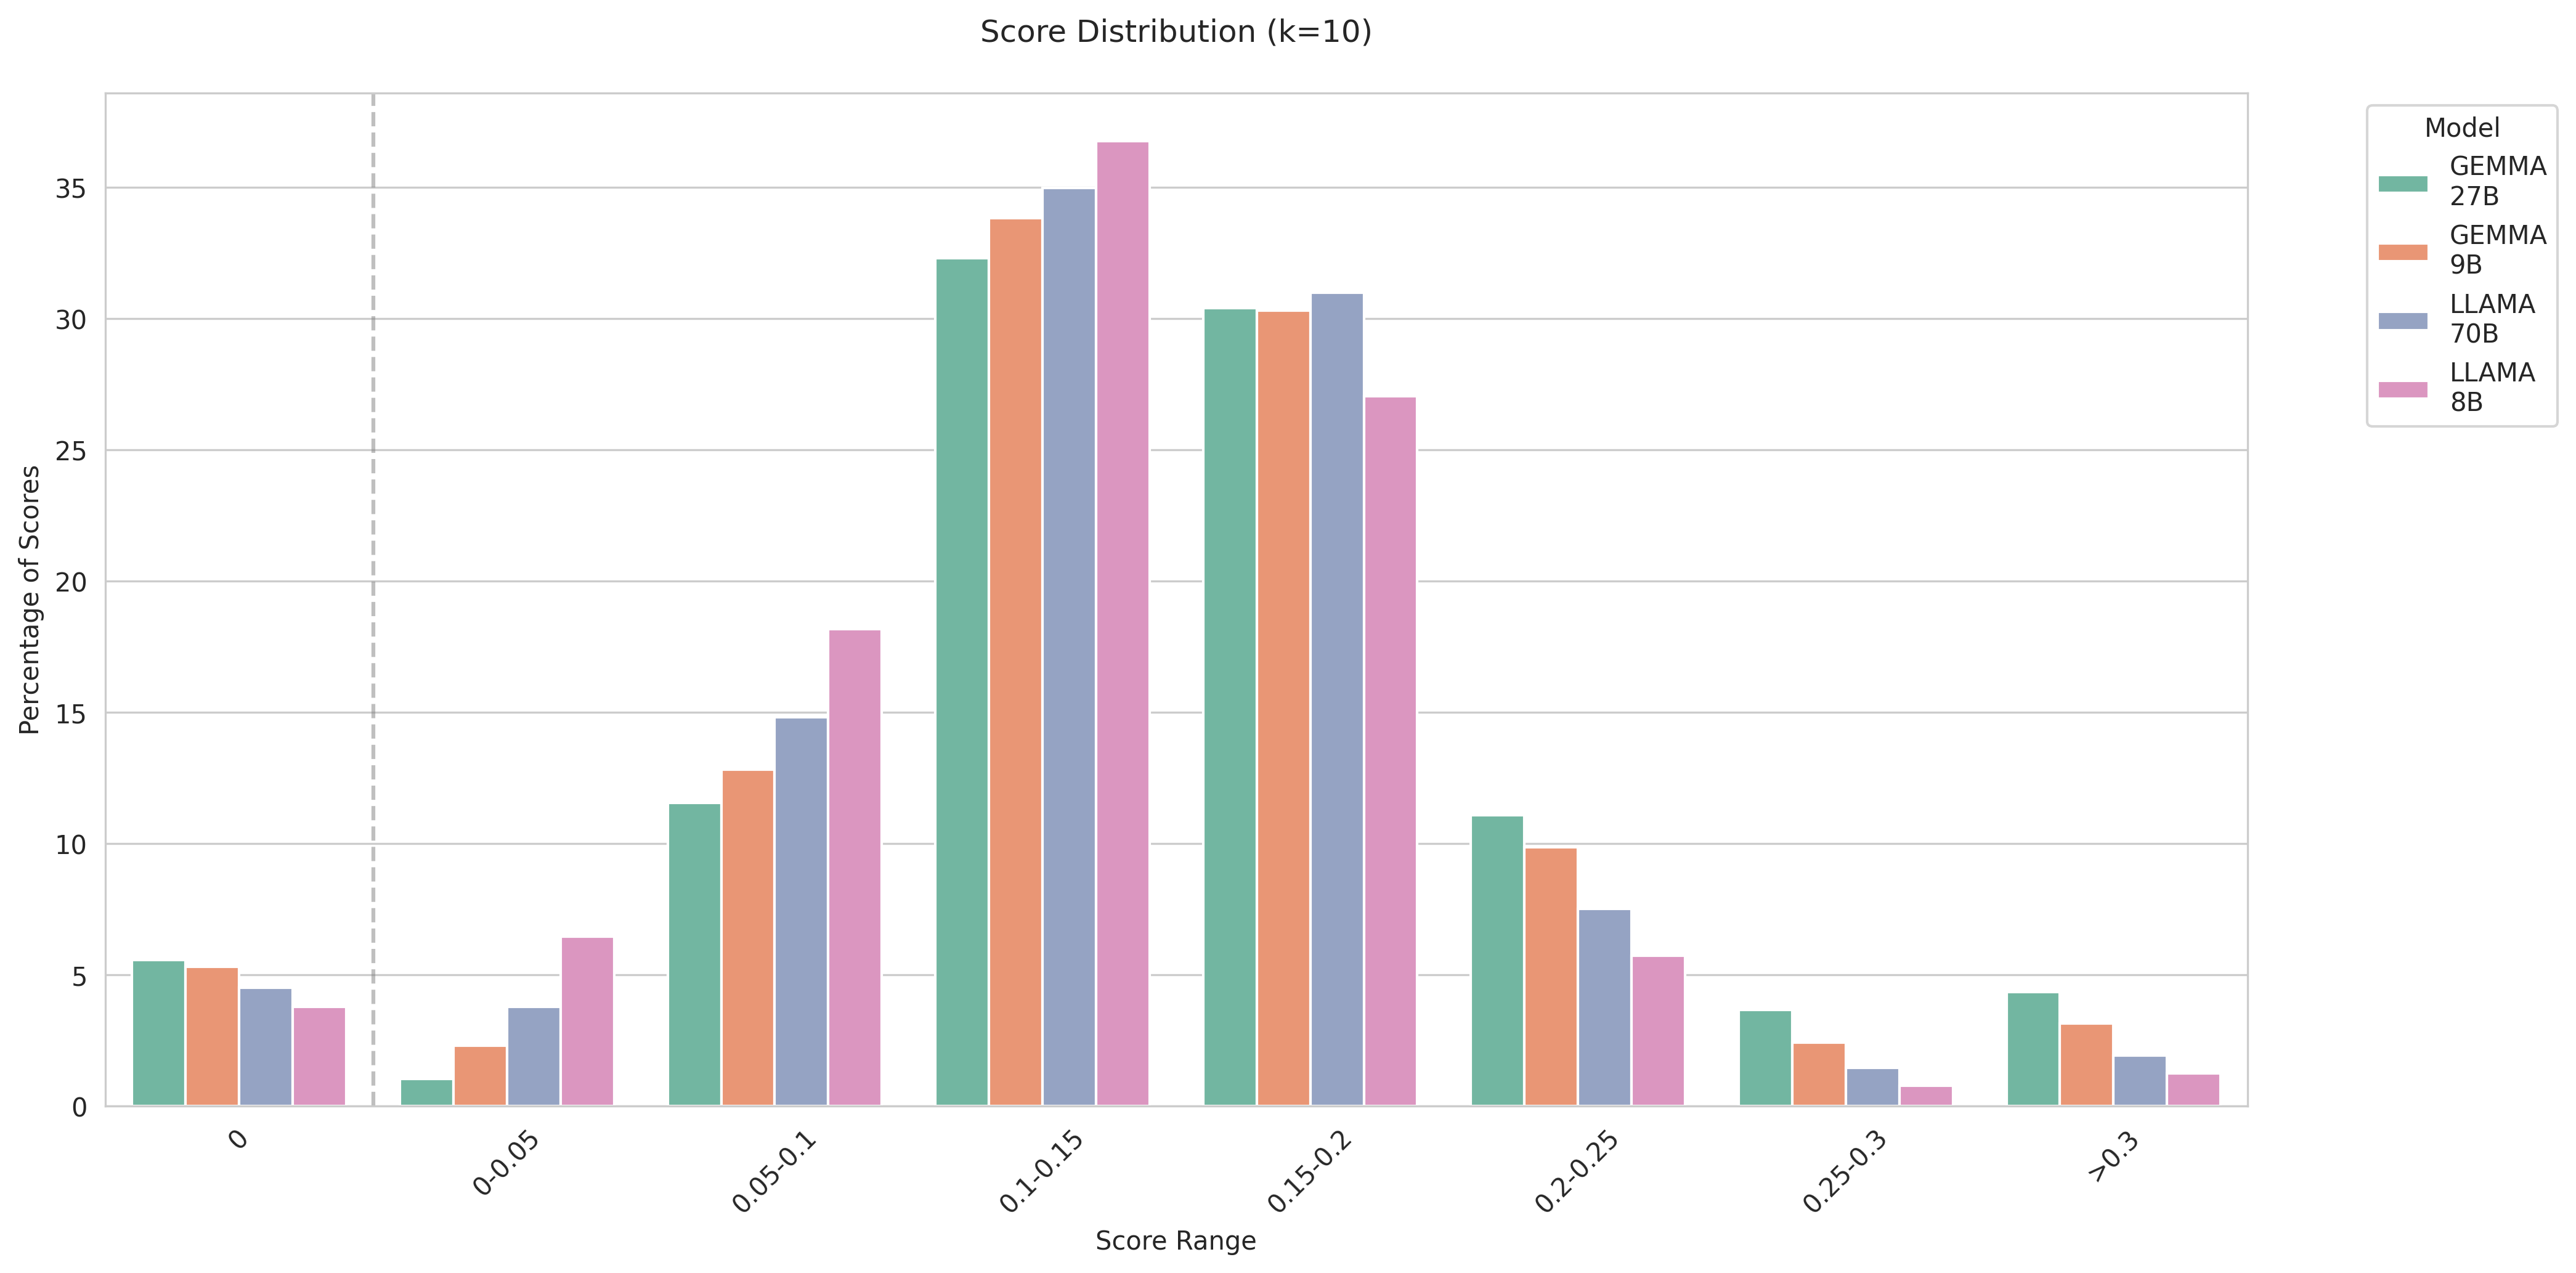 Score Distribution (k=10)
Percentage of Scores
35
30
25
20
15
10
5
0
0
0-0.05
0.05-0.1
0.1-0.15
0.15-0.2
0.2-0.25
0.25-0.3
>0.3
Score Range
Model
GEMMA
27B
GEMMA
9B
LLAMA
70B
LLAMA
8B